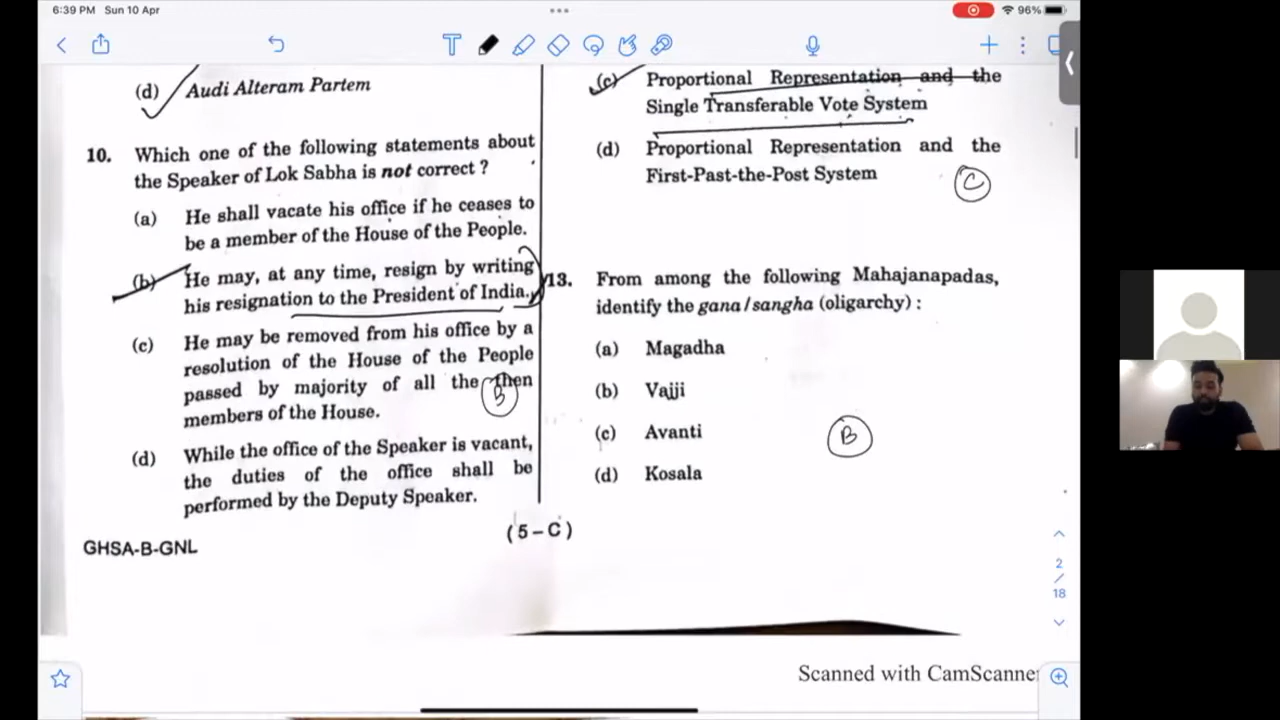 6:39 PM Sun 10 Apr
96%
(d) Audi Alteram Partem
10. Which one of the following statements about
the Speaker of Lok Sabha is not correct ?
(a) He shall vacate his office if he ceases to
be a member of the House of the People.
(b) He may, at any time, resign by writing
his resignation to the President of India.
(c) He may be removed from his office by a
resolution of the House of the People
passed by majority of all the then
members of the House.
B
(d) While the office of the Speaker is vacant,
the duties of the office shall be
performed by the Deputy Speaker.
GHSA-B-GNL
(5-C)
(c) Proportional Representation and the
Single Transferable Vote System
(d) Proportional Representation and the
First-Past-the-Post System
C
13. From among the following Mahajanapadas,
identify the gana/sangha (oligarchy) :
(a) Magadha
(b) Vajji
(c) Avanti
B
(d) Kosala
2
/
18
Scanned with CamScanne